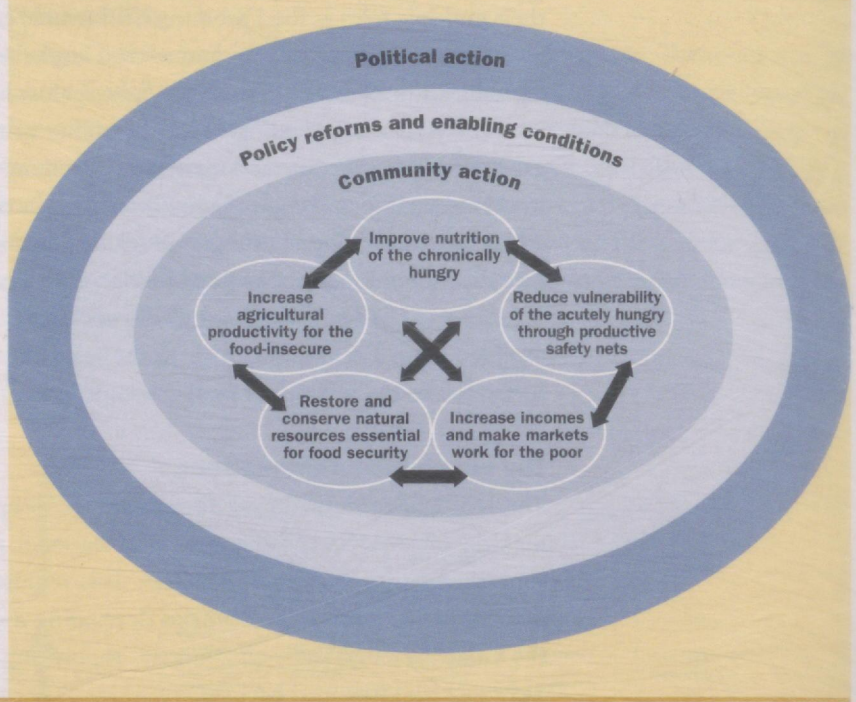 Political action
Policy reforms and enabling conditions
Community action
Improve nutrition
of the chronically
hungry
Increase
agricultural
productivity for the
food-insecure
Reduce vulnerability
of the acutely hungry
through productive
safety nets
Restore and
conserve natural
resources essential
for food security
Increase incomes
and make markets
work for the poor